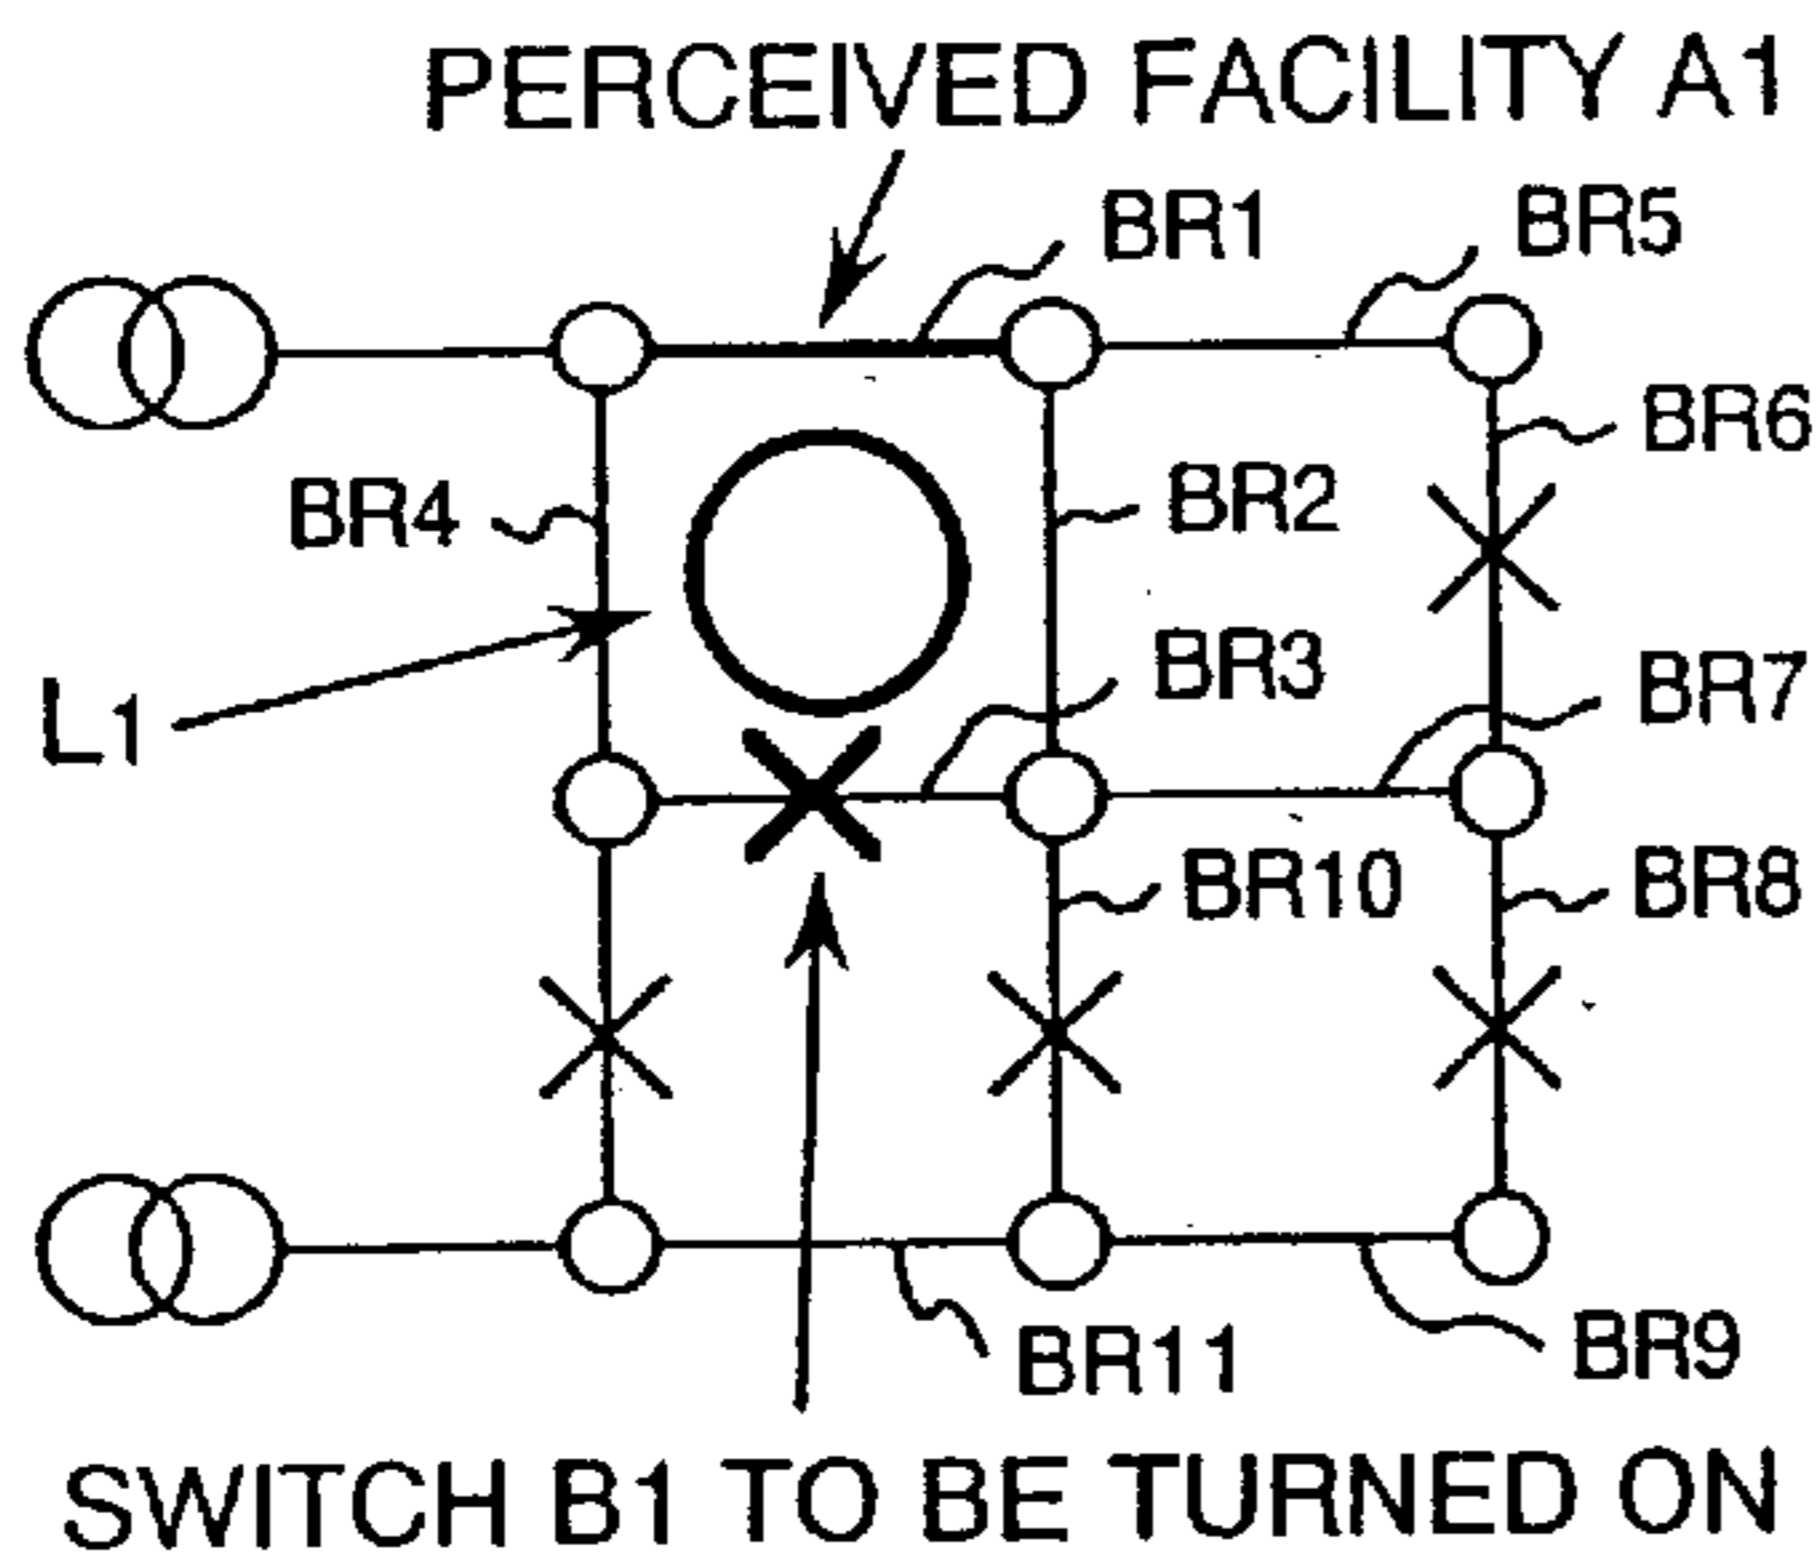 PERCEIVED FACILITY A1
BR1
BR5
BR6
BR4
BR2
BR3
BR7
L1
BR10
BR8
BR11
BR9
SWITCH B1 TO BE TURNED ON